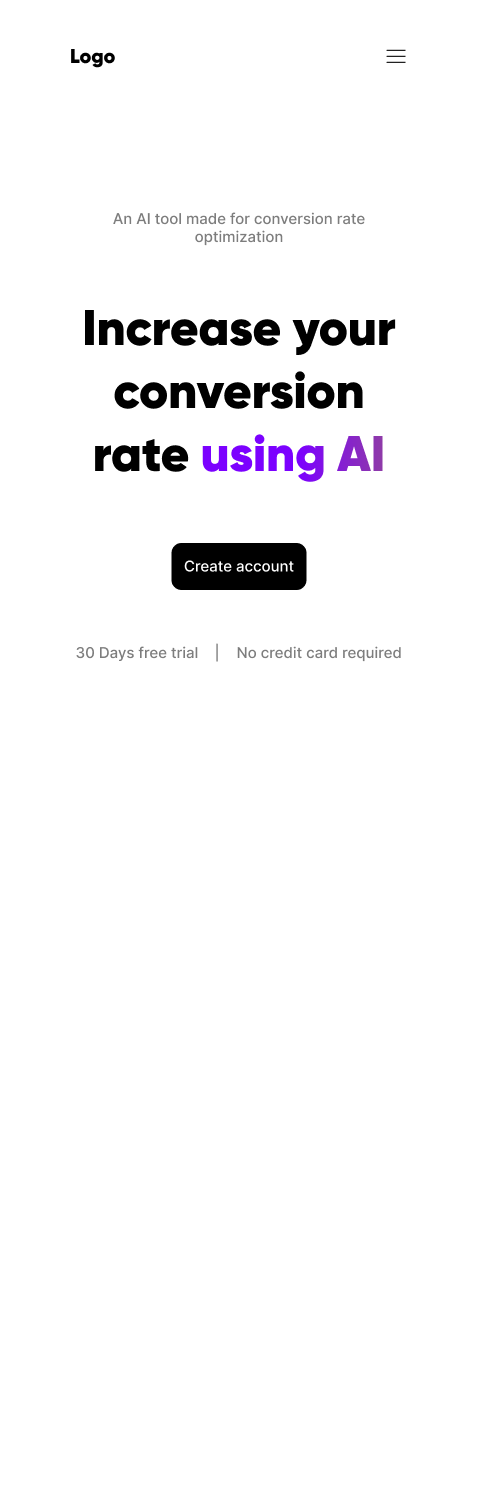 Logo
An AI tool made for conversion rate
optimization
Increase your
conversion
rate using AI
Create account
30 Days free trial | No credit card required